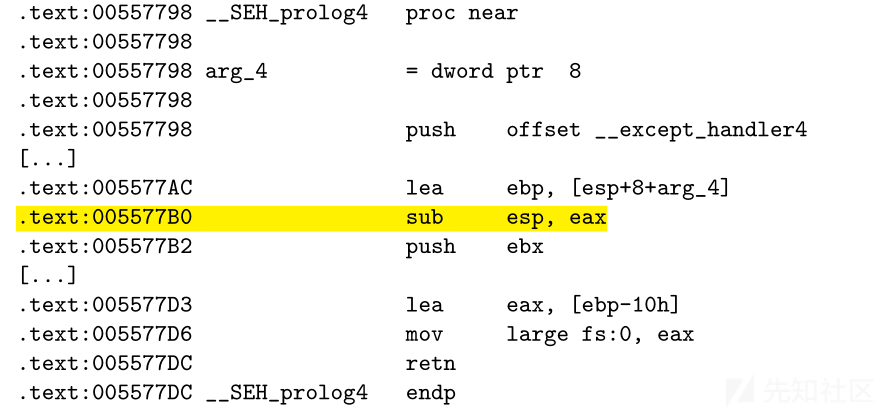 .text:00557798 __SEH_prolog4   proc near
.text:00557798
.text:00557798 arg_4           = dword ptr  8
.text:00557798
.text:00557798                 push    offset __except_handler4
[...]
.text:005577AC                 lea     ebp, [esp+8+arg_4]
.text:005577B0                 sub     esp, eax
.text:005577B2                 push    ebx
[...]
.text:005577D3                 lea     eax, [ebp-10h]
.text:005577D6                 mov     large fs:0, eax
.text:005577DC                 retn
.text:005577DC __SEH_prolog4   endp
先知社区